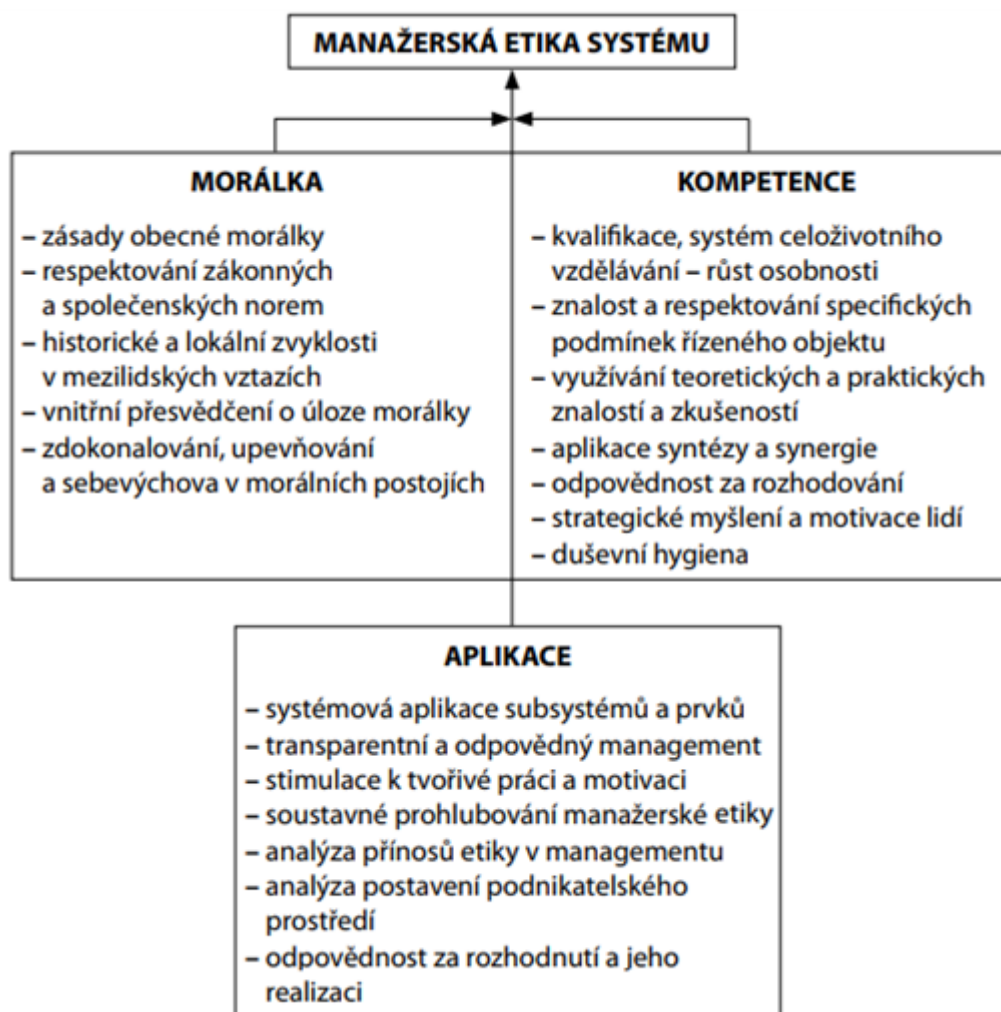 MANAŽERSKÁ ETIKA SYSTÉMU
MORÁLKA
– zásady obecné morálky
– respektování zákonných
a společenských norem
– historické a lokální zvyklosti
v mezilidských vztazích
– vnitřní přesvědčení o úloze morálky
– zdokonalování, upevňování
a sebevýchova v morálních postojích
KOMPETENCE
– kvalifikace, systém celoživotního
vzdělávání – růst osobnosti
– znalost a respektování specifických
podmínek řízeného objektu
– využívání teoretických a praktických
znalostí a zkušeností
– aplikace syntézy a synergie
– odpovědnost za rozhodování
– strategické myšlení a motivace lidí
– duševní hygiena
APLIKACE
– systémová aplikace subsystémů a prvků
– transparentní a odpovědný management
– stimulace k tvořivé práci a motivaci
– soustavné prohlubování manažerské etiky
– analýza přínosů etiky v managementu
– analýza postavení podnikatelského
prostředí
– odpovědnost za rozhodnutí a jeho
realizaci